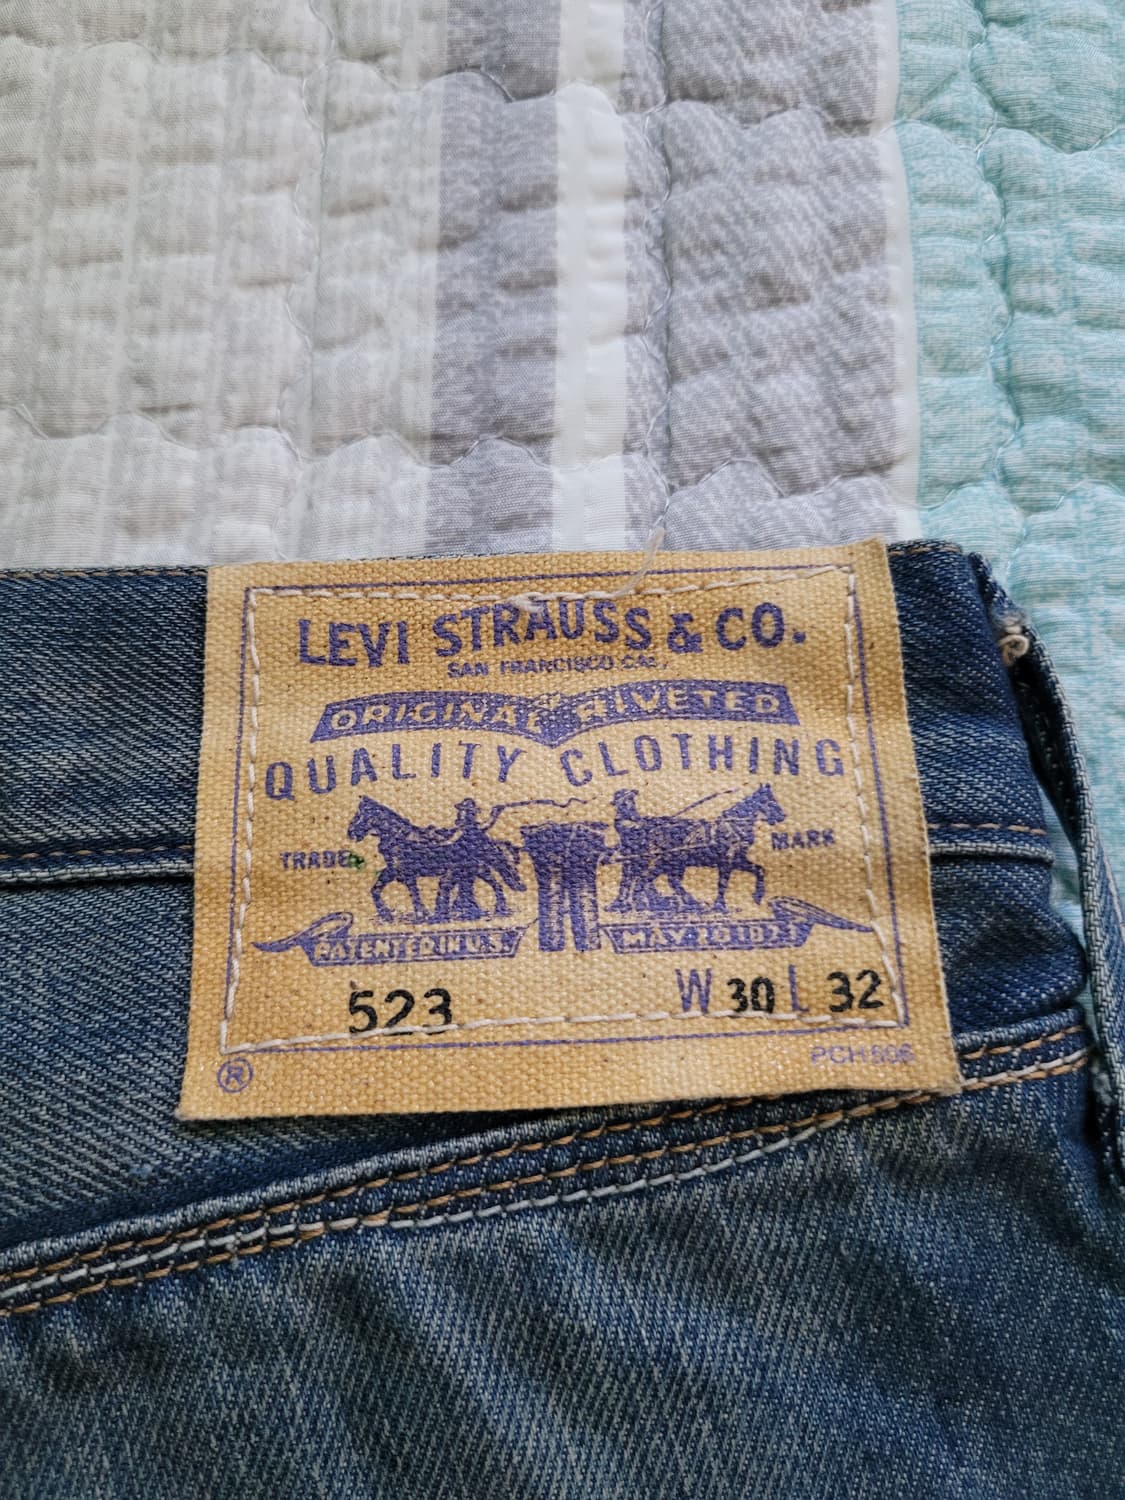 LEVI STRAUSS & CO.
SAN FRANCISCO CAL.
ORIGINAL RIVETED
QUALITY CLOTHING
TRADE MARK
PATENTED IN U.S. MAY 20 1873
523 W 30 L 32
®